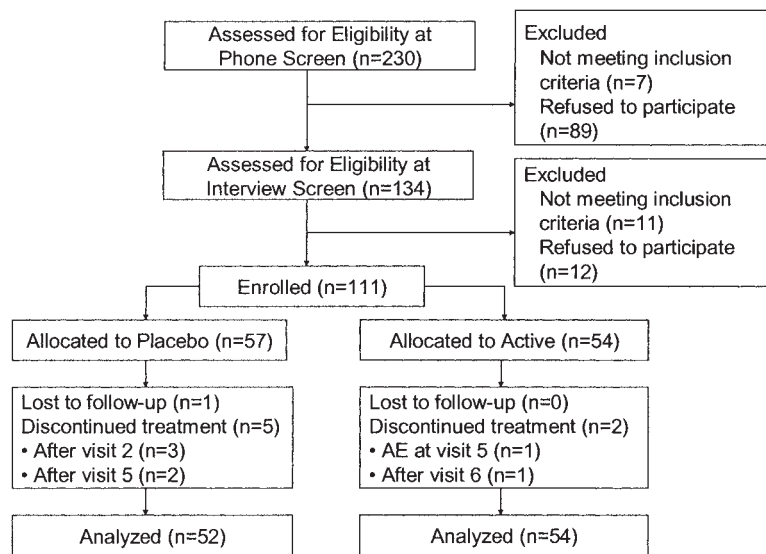 Assessed for Eligibility at
Phone Screen (n=230)
Excluded
Not meeting inclusion
criteria (n=7)
Refused to participate
(n=89)
Assessed for Eligibility at
Interview Screen (n=134)
Excluded
Not meeting inclusion
criteria (n=11)
Refused to participate
(n=12)
Enrolled (n=111)
Allocated to Placebo (n=57)
Allocated to Active (n=54)
Lost to follow-up (n=1)
Discontinued treatment (n=5)
• After visit 2 (n=3)
• After visit 5 (n=2)
Lost to follow-up (n=0)
Discontinued treatment (n=2)
• AE at visit 5 (n=1)
• After visit 6 (n=1)
Analyzed (n=52)
Analyzed (n=54)